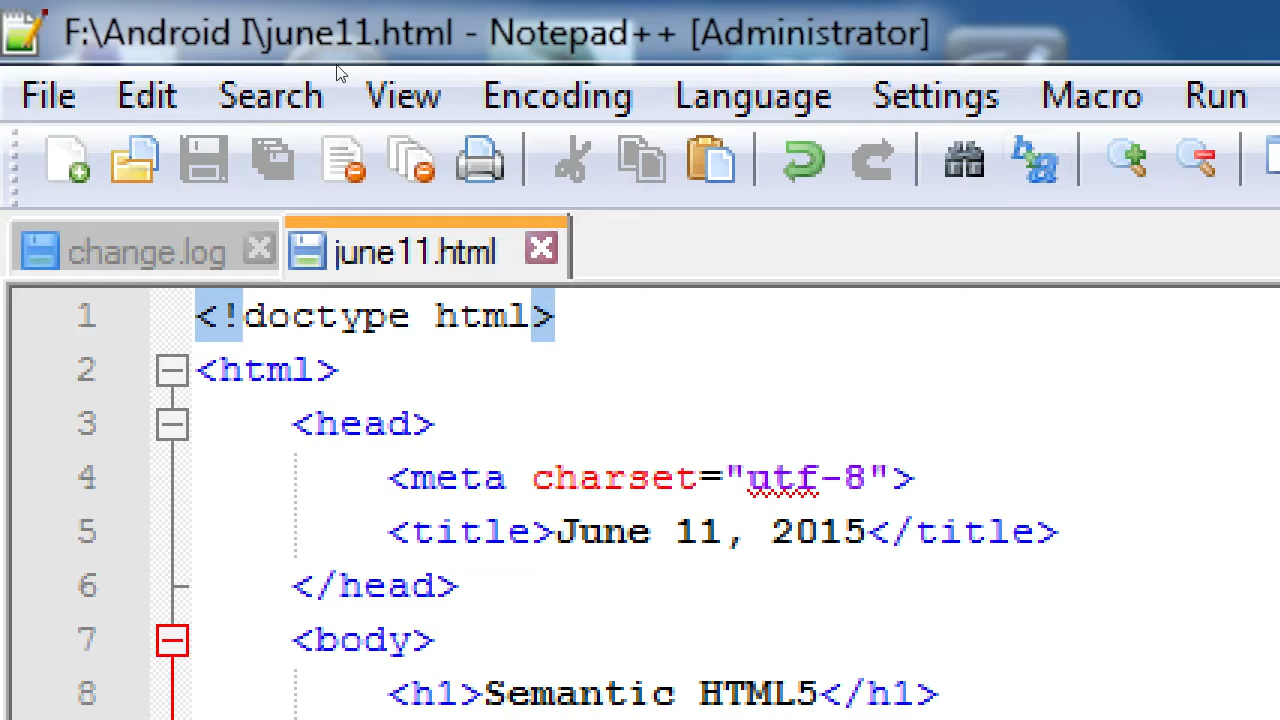 F:\Android I\june11.html - Notepad++ [Administrator]
File Edit Search View Encoding Language Settings Macro Run
change.log june11.html
1 <!doctype html>
2 <html>
3 <head>
4 <meta charset="utf-8">
5 <title>June 11, 2015</title>
6 </head>
7 <body>
8 <h1>Semantic HTML5</h1>